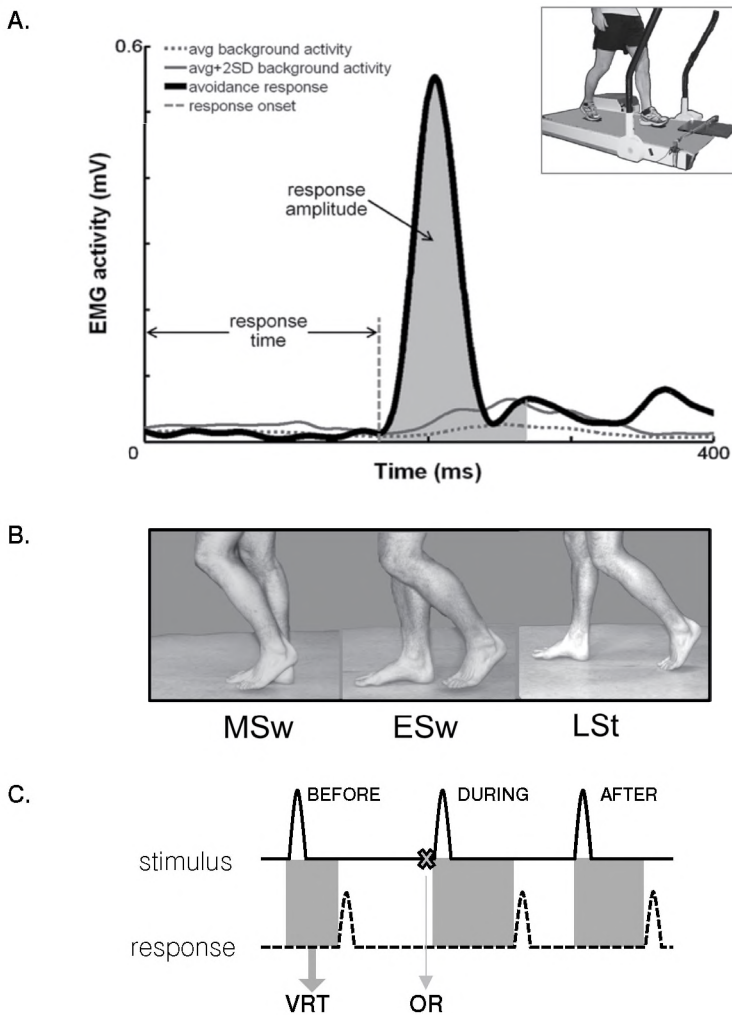 A.
0.6
avg background activity
avg+2SD background activity
avoidance response
response onset
response
amplitude
EMG activity (mV)
response
time
0
400
Time (ms)
B.
MSw
ESw
LSt
C.
BEFORE
DURING
AFTER
stimulus
response
VRT
OR